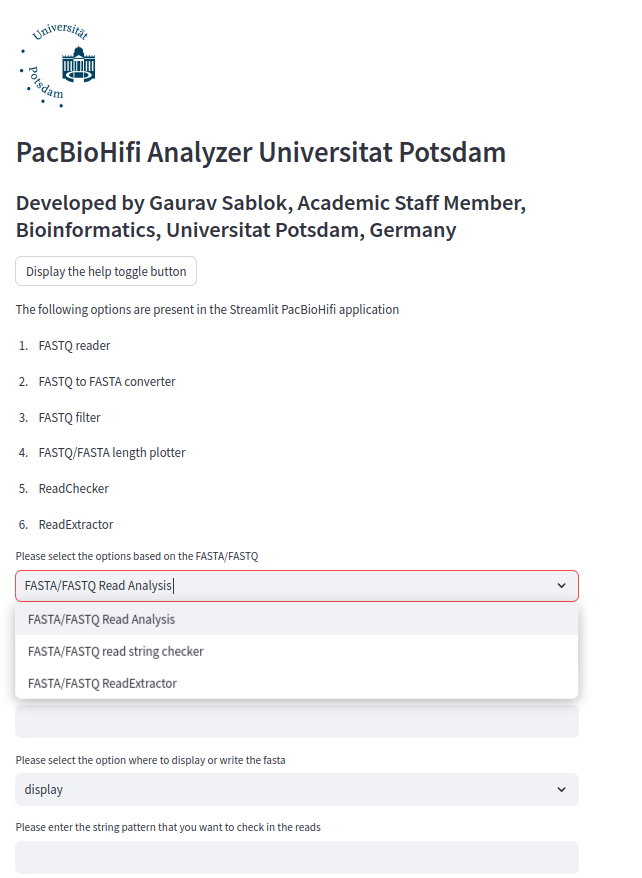 Universität
Potsdam
PacBioHifi Analyzer Universitat Potsdam
Developed by Gaurav Sablok, Academic Staff Member,
Bioinformatics, Universitat Potsdam, Germany
Display the help toggle button
The following options are present in the Streamlit PacBioHifi application
1. FASTQ reader
2. FASTQ to FASTA converter
3. FASTQ filter
4. FASTQ/FASTA length plotter
5. ReadChecker
6. ReadExtractor
Please select the options based on the FASTA/FASTQ
FASTA/FASTQ Read Analysis
FASTA/FASTQ Read Analysis
FASTA/FASTQ read string checker
FASTA/FASTQ ReadExtractor
Please select the option where to display or write the fasta
display
Please enter the string pattern that you want to check in the reads